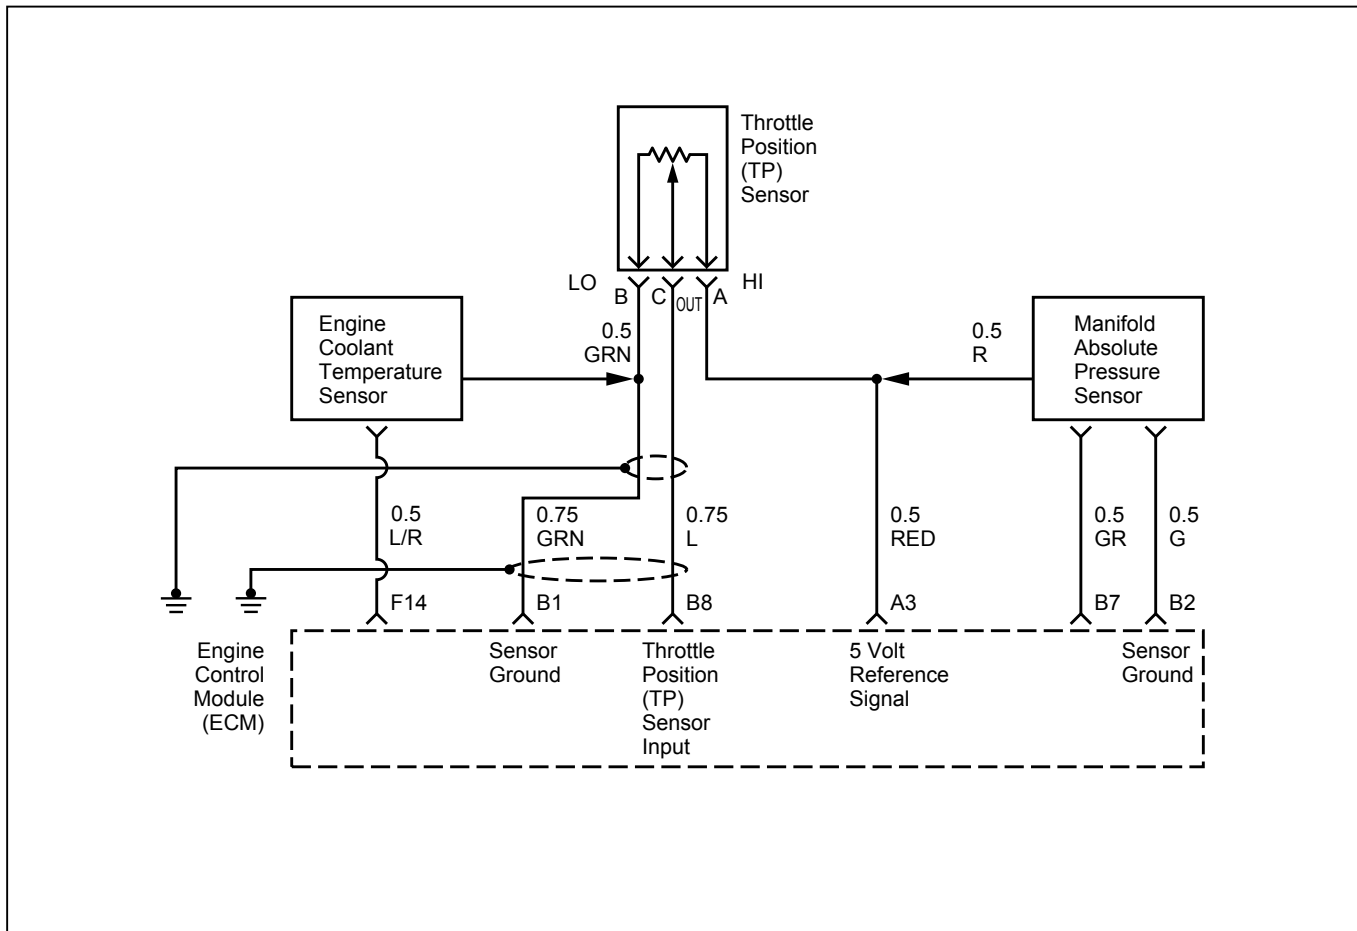 Throttle
Position
(TP)
Sensor
LO
B
C
OUT
A
HI
Engine
Coolant
Temperature
Sensor
0.5
GRN
0.5
R
Manifold
Absolute
Pressure
Sensor
0.5
L/R
0.75
GRN
0.75
L
0.5
RED
0.5
GR
0.5
G
F14
B1
B8
A3
B7
B2
Engine
Control
Module
(ECM)
Sensor
Ground
Throttle
Position
(TP)
Sensor
Input
5 Volt
Reference
Signal
Sensor
Ground